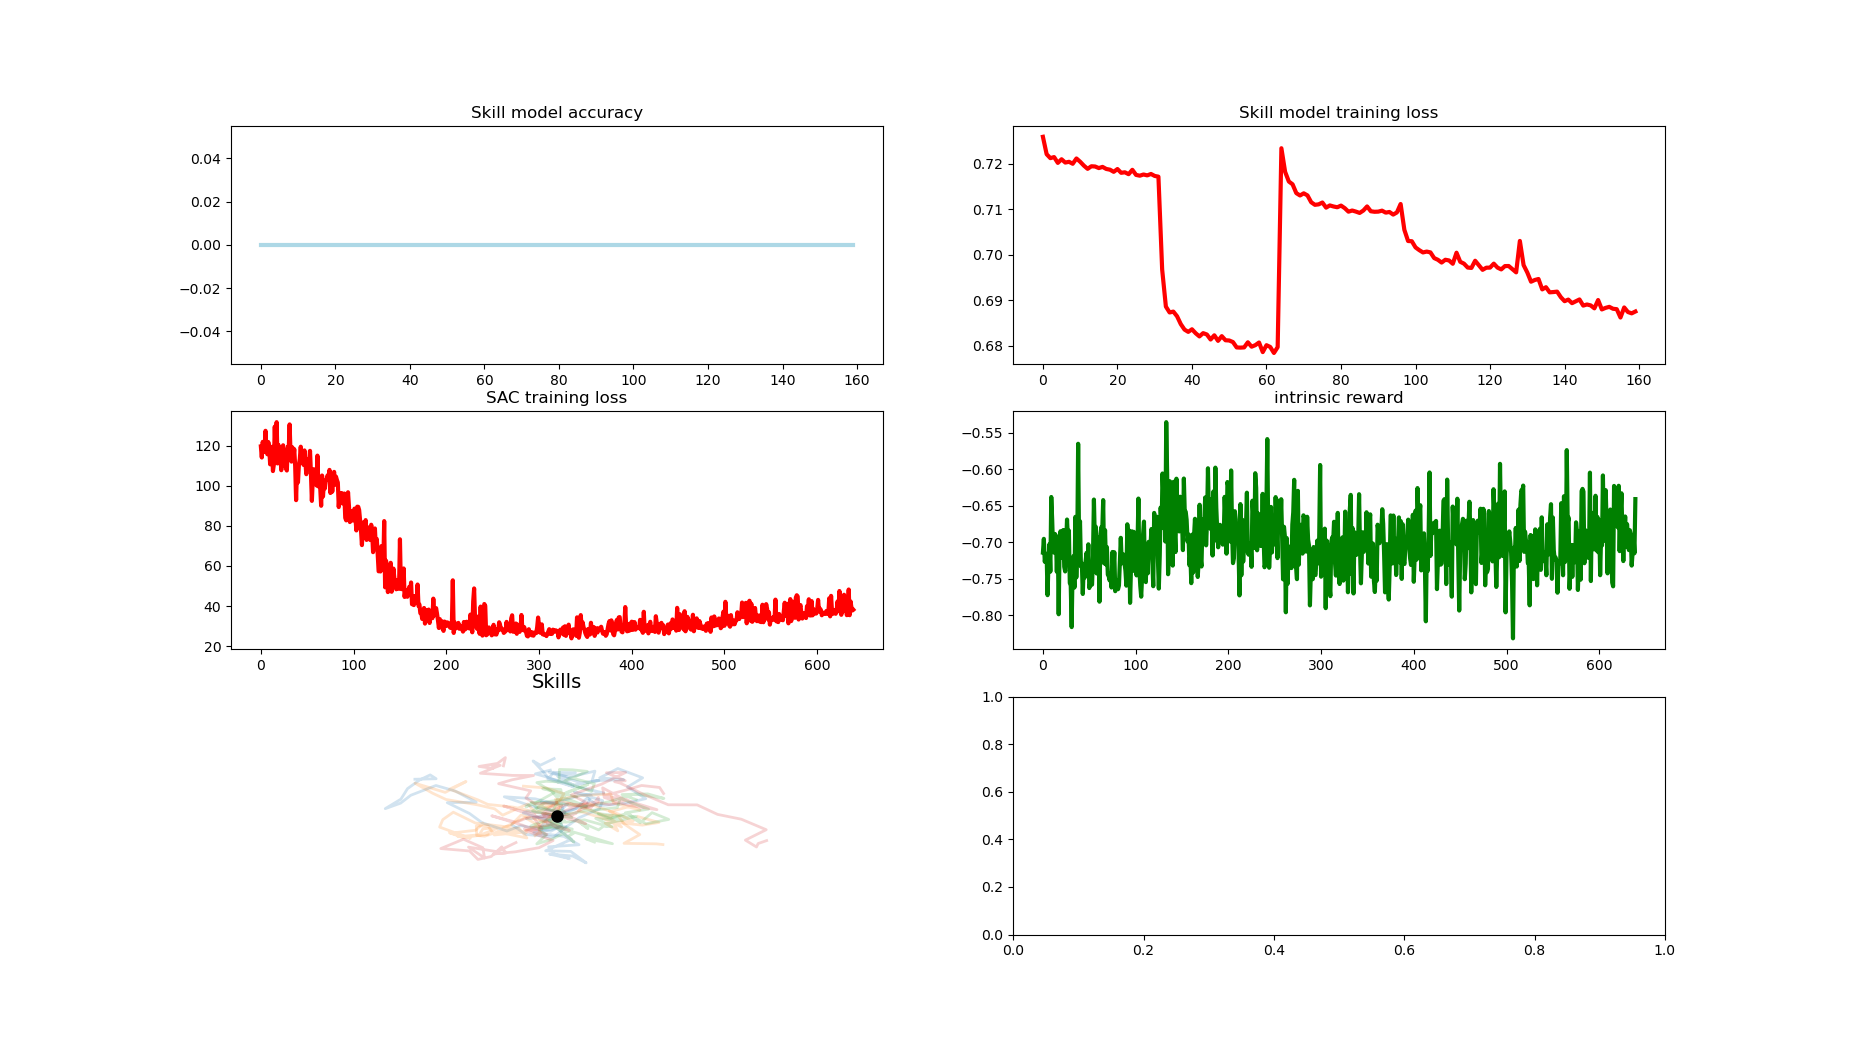 Skill model accuracy
0.04
0.02
0.00
−0.02
−0.04
0 20 40 60 80 100 120 140 160
Skill model training loss
0.72
0.71
0.70
0.69
0.68
0 20 40 60 80 100 120 140 160
SAC training loss
120
100
80
60
40
20
0 100 200 300 400 500 600
intrinsic reward
−0.55
−0.60
−0.65
−0.70
−0.75
−0.80
0 100 200 300 400 500 600
Skills
1.0
0.8
0.6
0.4
0.2
0.0
0.0 0.2 0.4 0.6 0.8 1.0